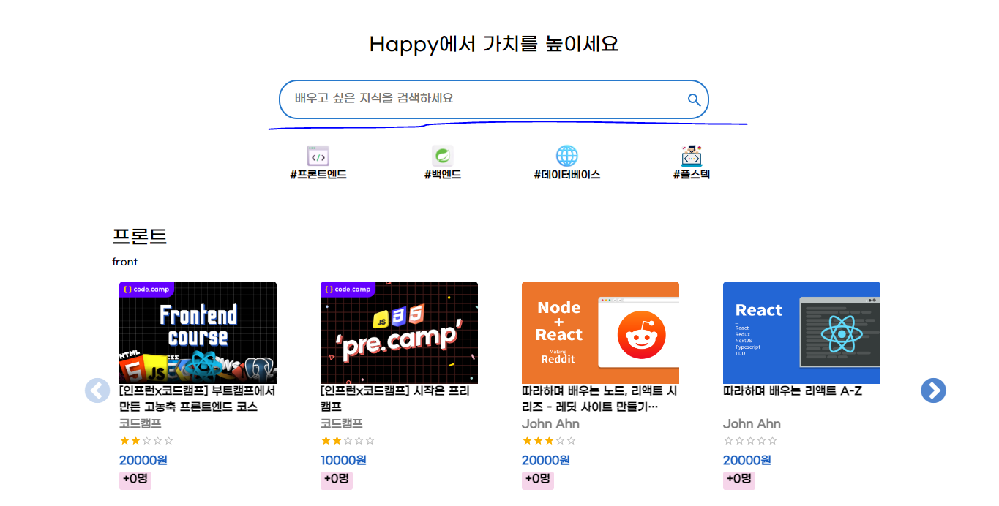 Happy에서 가치를 높이세요
배우고 싶은 지식을 검색하세요
#프론트엔드 #백엔드 #데이터베이스 #풀스텍
프론트
front
{ } code.camp
Frontend
course
HTML
JS
[인프런x코드캠프] 부트캠프에서
만든 고농축 프론트엔드 코스
코드캠프
20000원
+0명
{ } code.camp
JS
'pre.camp'
[인프런x코드캠프] 시작은 프리
캠프
코드캠프
10000원
+0명
Node
+
React
Making
Reddit
따라하며 배우는 노드, 리액트 시
리즈 - 레딧 사이트 만들기…
John Ahn
20000원
+0명
React
React
Redux
NextJS
Typescript
TDD
따라하며 배우는 리액트 A-Z
John Ahn
20000원
+0명